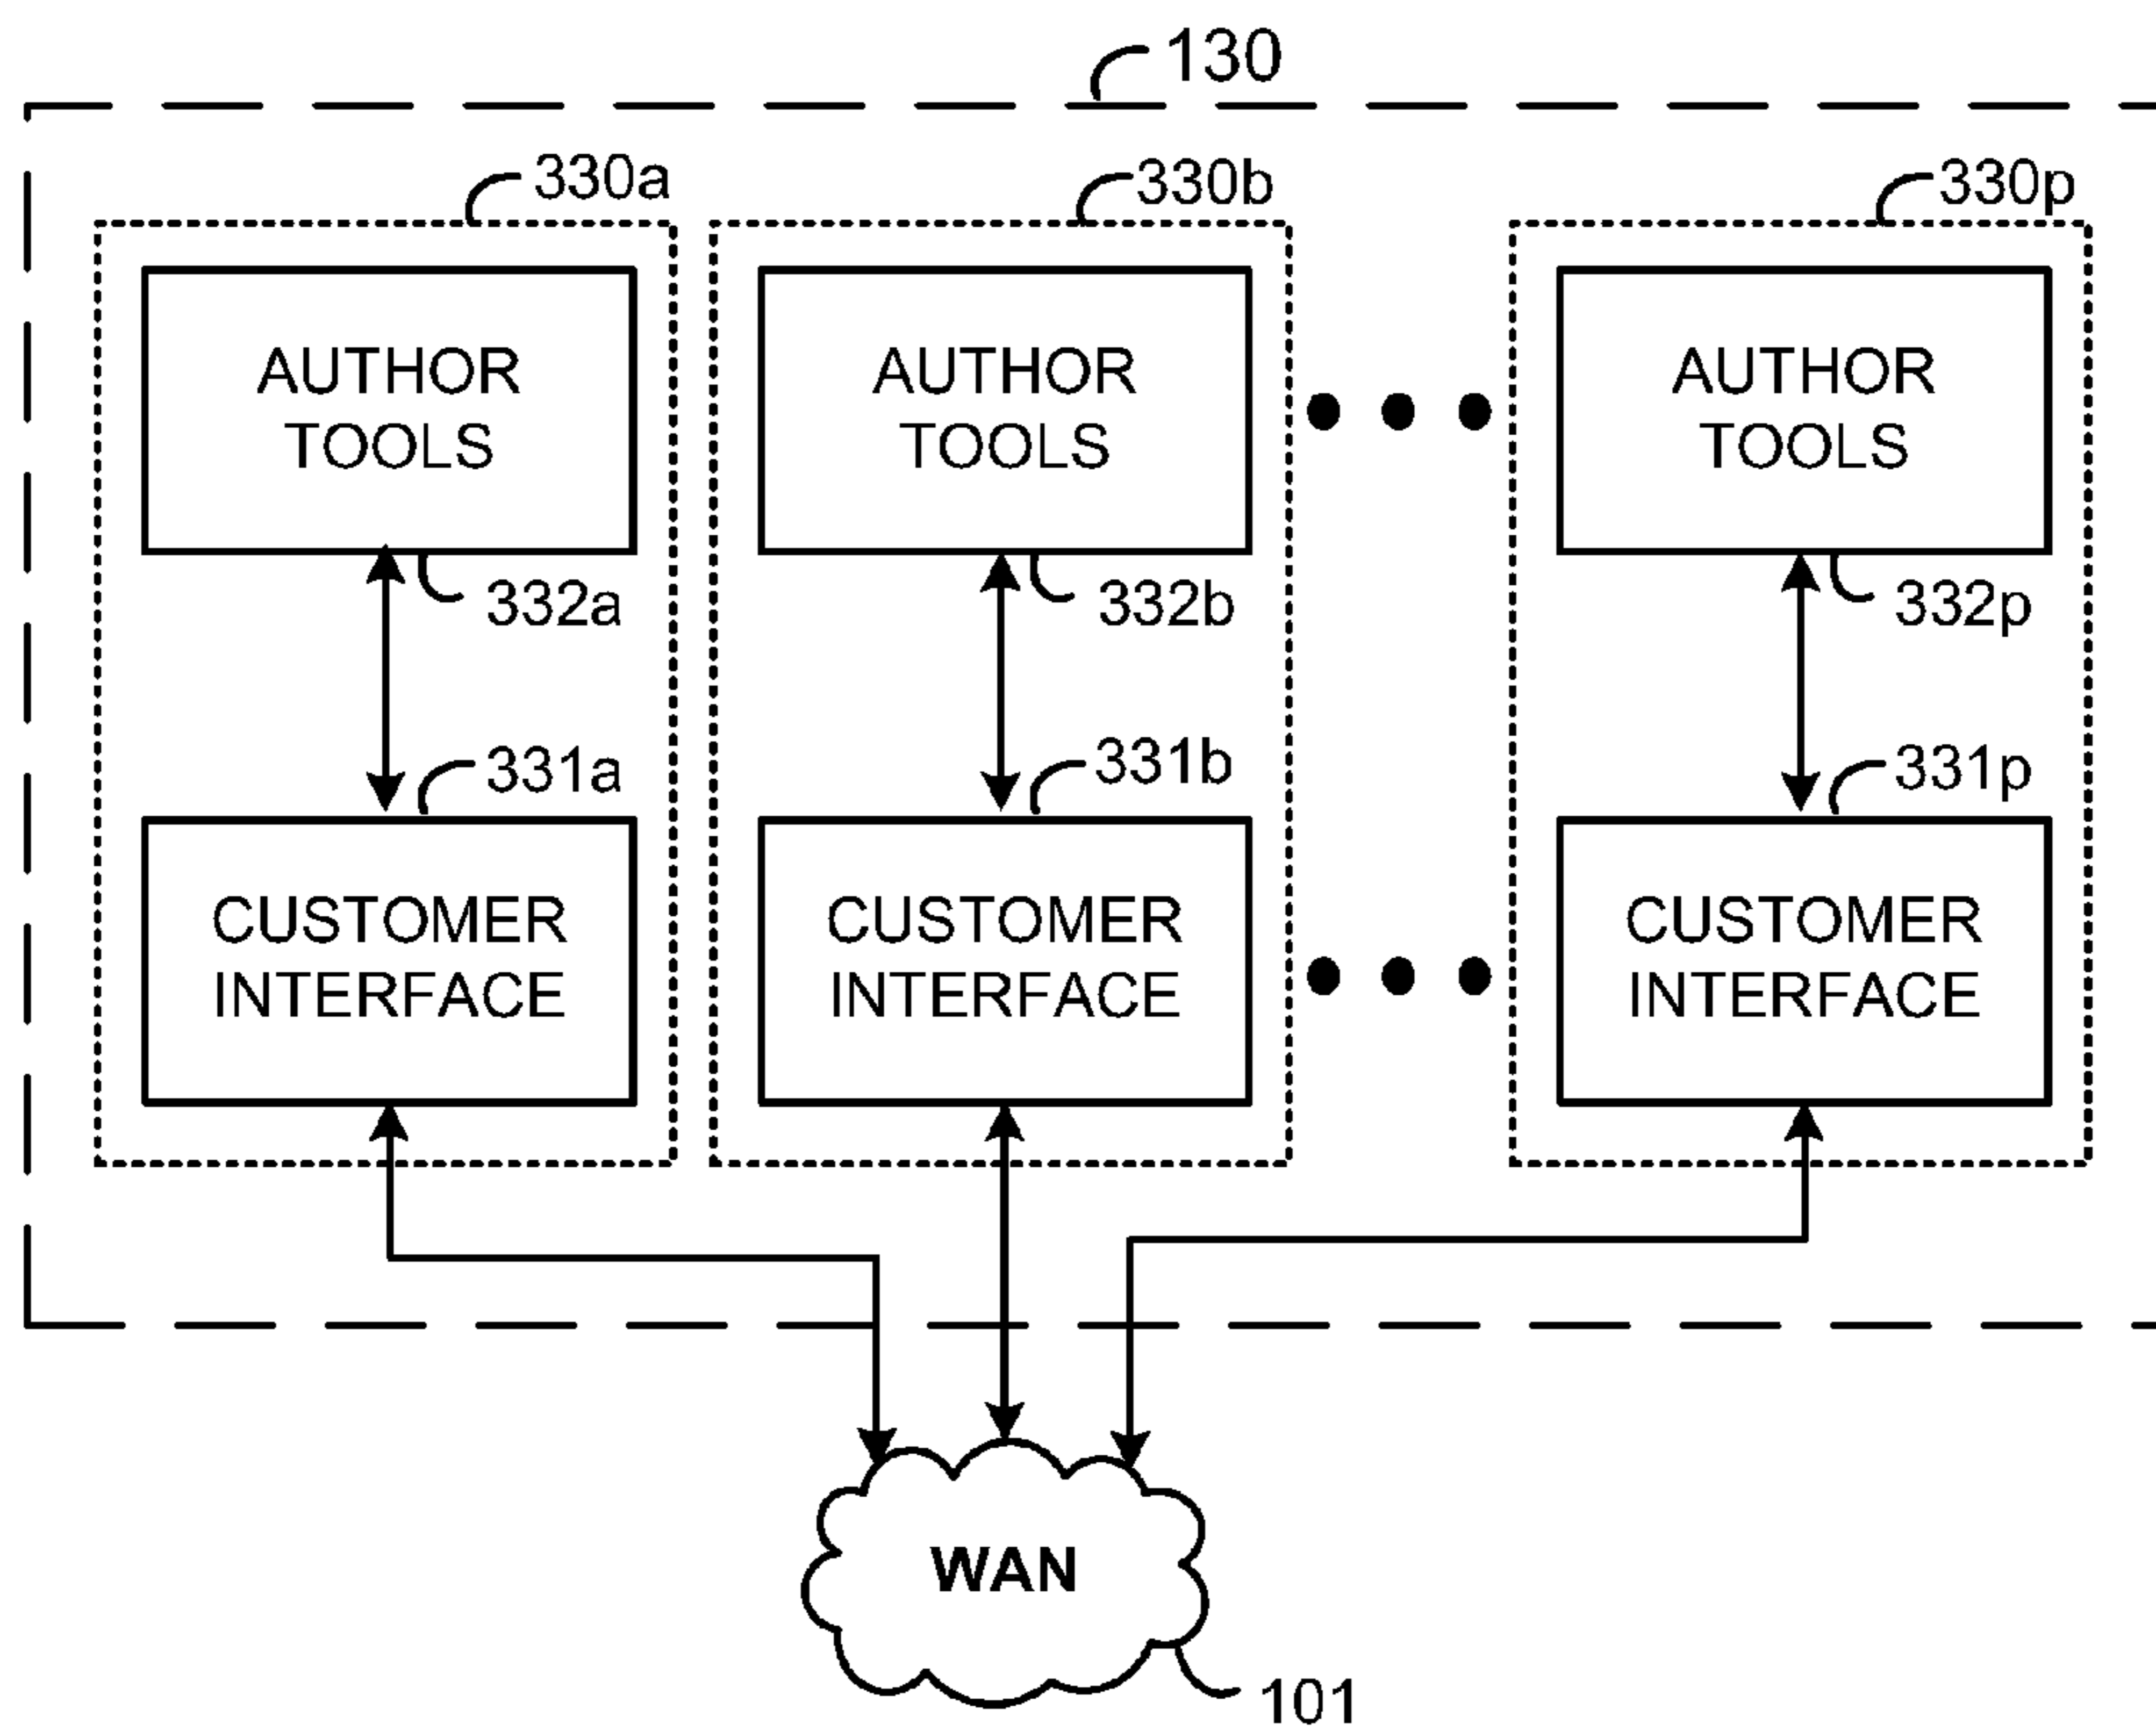 130
330a
330b
330p
AUTHOR
TOOLS
AUTHOR
TOOLS
AUTHOR
TOOLS
332a
332b
332p
331a
331b
331p
CUSTOMER
INTERFACE
CUSTOMER
INTERFACE
CUSTOMER
INTERFACE
WAN
101